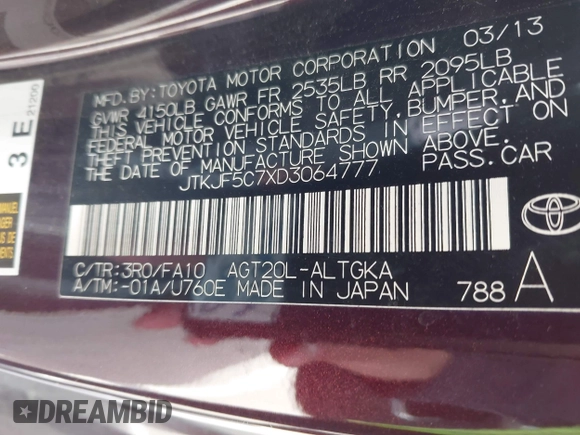 MFD.BY:TOYOTA MOTOR CORPORATION 03/13
GVWR 4150LB GAWR FR 2535LB RR 2095LB
THIS VEHICLE CONFORMS TO ALL APPLICABLE
FEDERAL MOTOR VEHICLE SAFETY,BUMPER,AND
THEFT PREVENTION STANDARDS IN EFFECT ON
THE DATE OF MANUFACTURE SHOWN ABOVE.
JTKJF5C7XD3064777 PASS.CAR
C/TR:3R0/FA10 AGT20L-ALTGKA
A/TM:-01A/U760E MADE IN JAPAN 788A
3 E
21200
DREAMBID